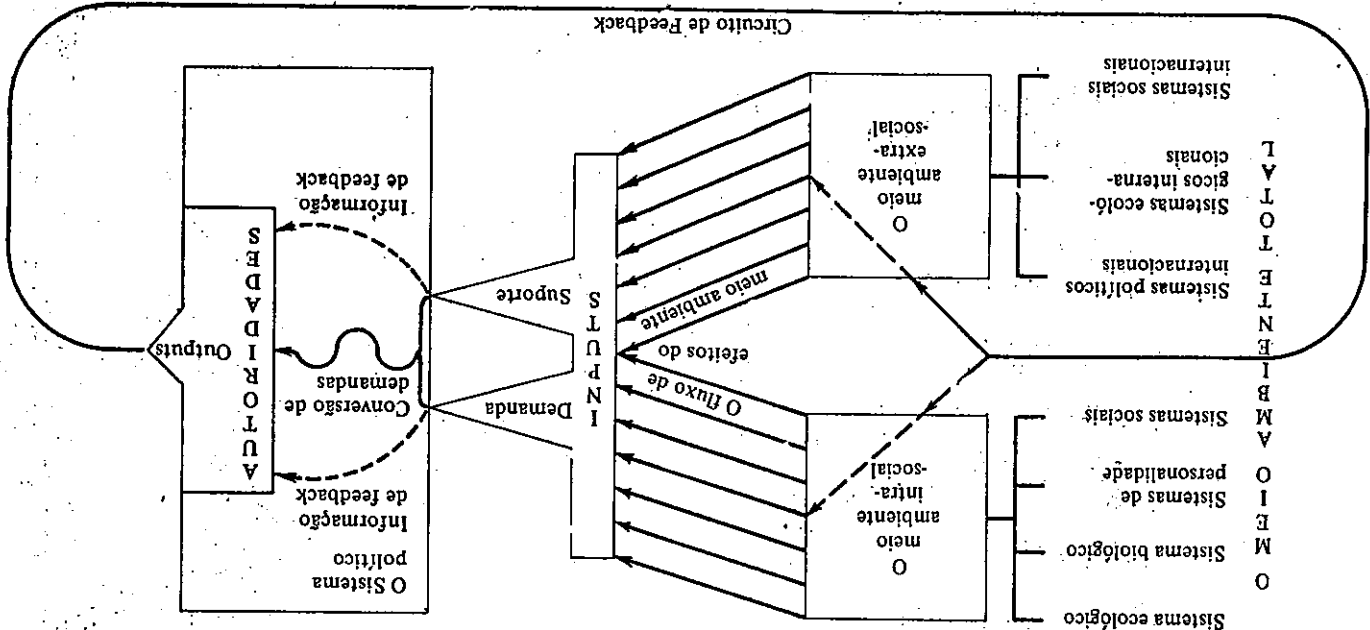 O MEIO AMBIENTE TOTAL
Sistema ecológico
Sistema biológico
Sistemas de
personalidade
Sistemas sociais
Sistemas políticos
internacionais
Sistemas ecoló-
gicos interna-
cionais
Sistemas sociais
internacionais
O
meio
ambiente
intra-
-social
O
meio
ambiente
extra-
-social
O fluxo de
efeitos do
meio ambiente
INPUTS
Demanda
Suporte
O Sistema
político
Informação
de feedback
Conversão de
demandas
Informação
de feedback
AUTORIDADES
Outputs
Circuito de Feedback